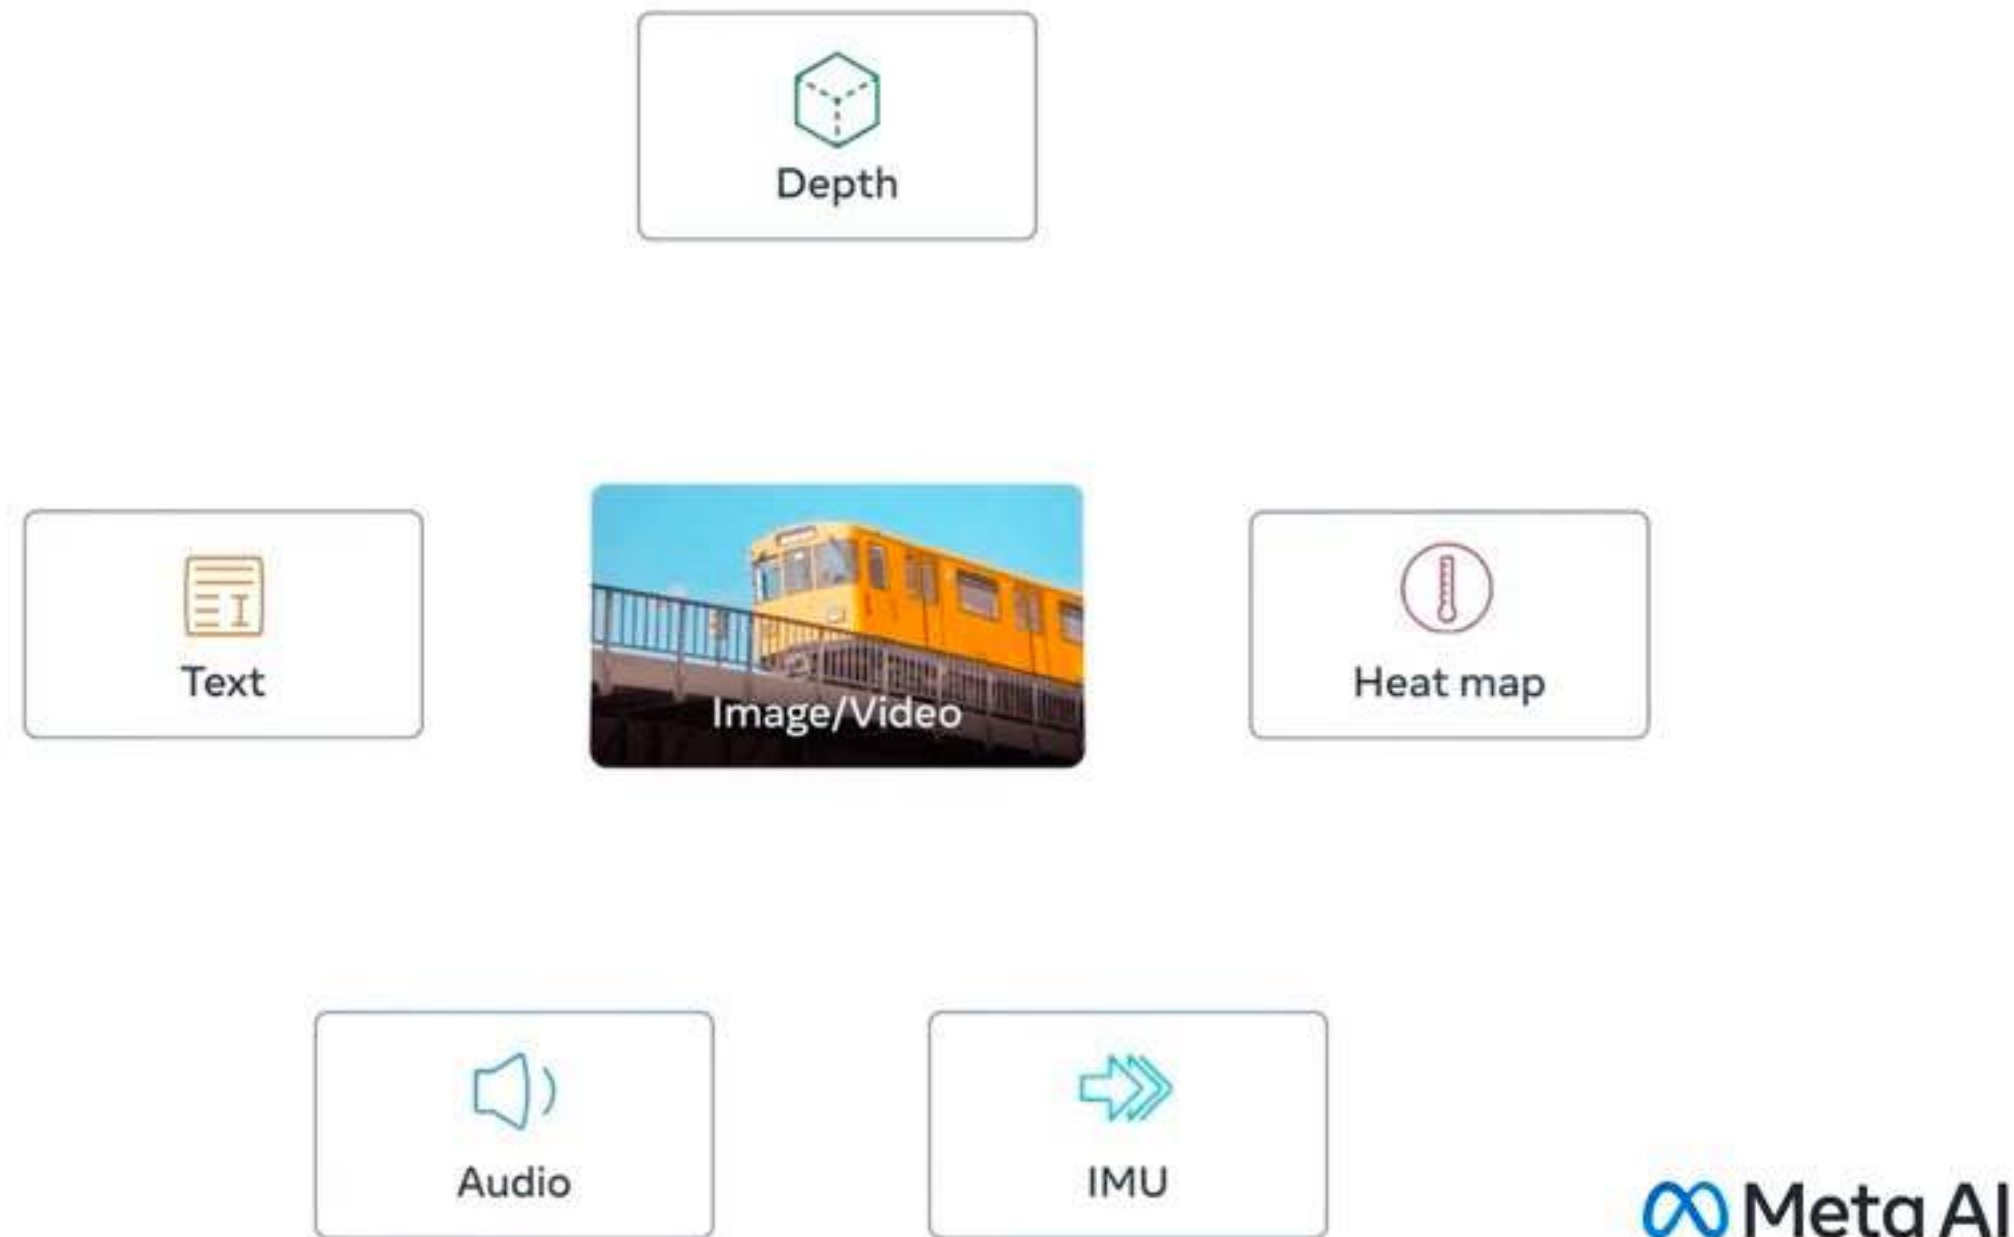 Depth
Text
Image/Video
Heat map
Audio
IMU
Meta AI